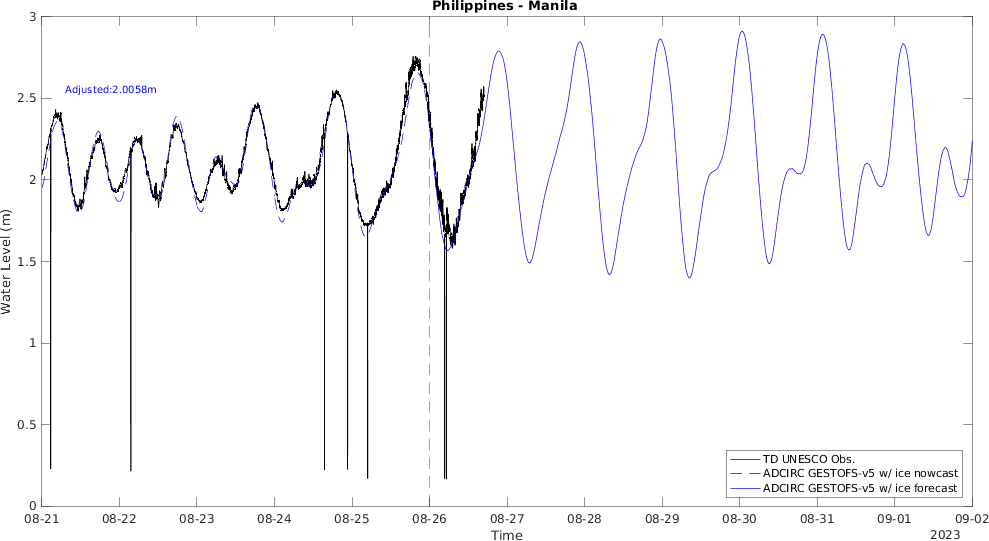 Philippines - Manila
3
2.5
2
1.5
1
0.5
0
Water Level (m)
Adjusted:2.0058m
TD UNESCO Obs.
ADCIRC GESTOFS-v5 w/ ice nowcast
ADCIRC GESTOFS-v5 w/ ice forecast
08-21 08-22 08-23 08-24 08-25 08-26 08-27 08-28 08-29 08-30 08-31 09-01 09-02
Time
2023